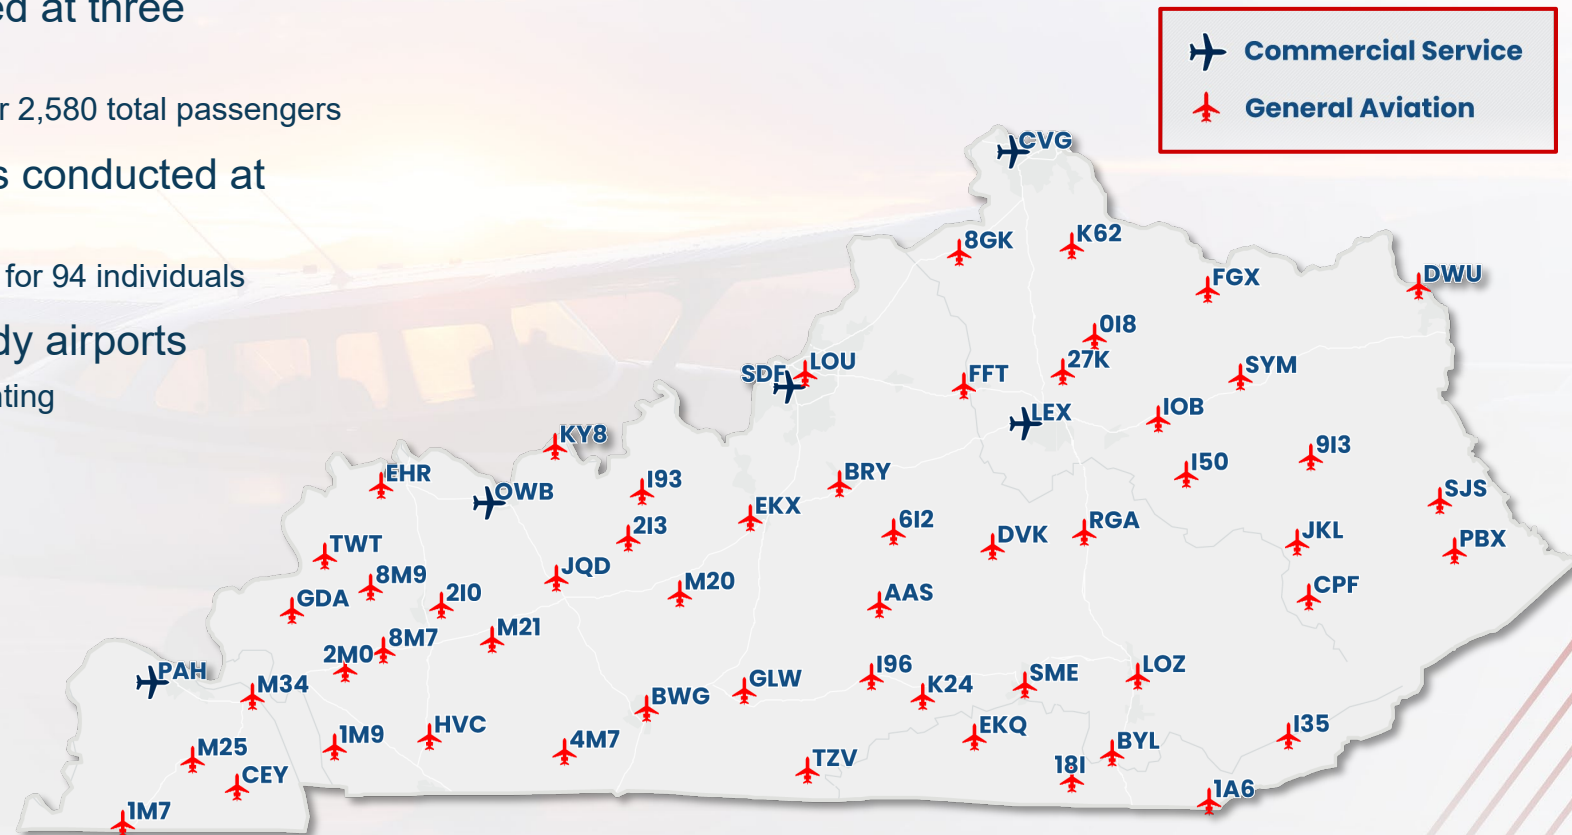 ed at three
r 2,580 total passengers
s conducted at
for 94 individuals
dy airports
ting
Commercial Service
General Aviation
CVG
8GK
K62
FGX
DWU
0I8
27K
LOU
SDF
FFT
SYM
LEX
IOB
KY8
9I3
I50
EHR
OWB
I93
BRY
SJS
EKX
2I3
6I2
DVK
RGA
JKL
PBX
TWT
8M9
JQD
M20
CPF
GDA
2I0
AAS
M21
8M7
2M0
PAH
M34
I96
GLW
K24
SME
LOZ
BWG
1M9
HVC
4M7
EKQ
BYL
I35
M25
CEY
TZV
18I
1A6
1M7